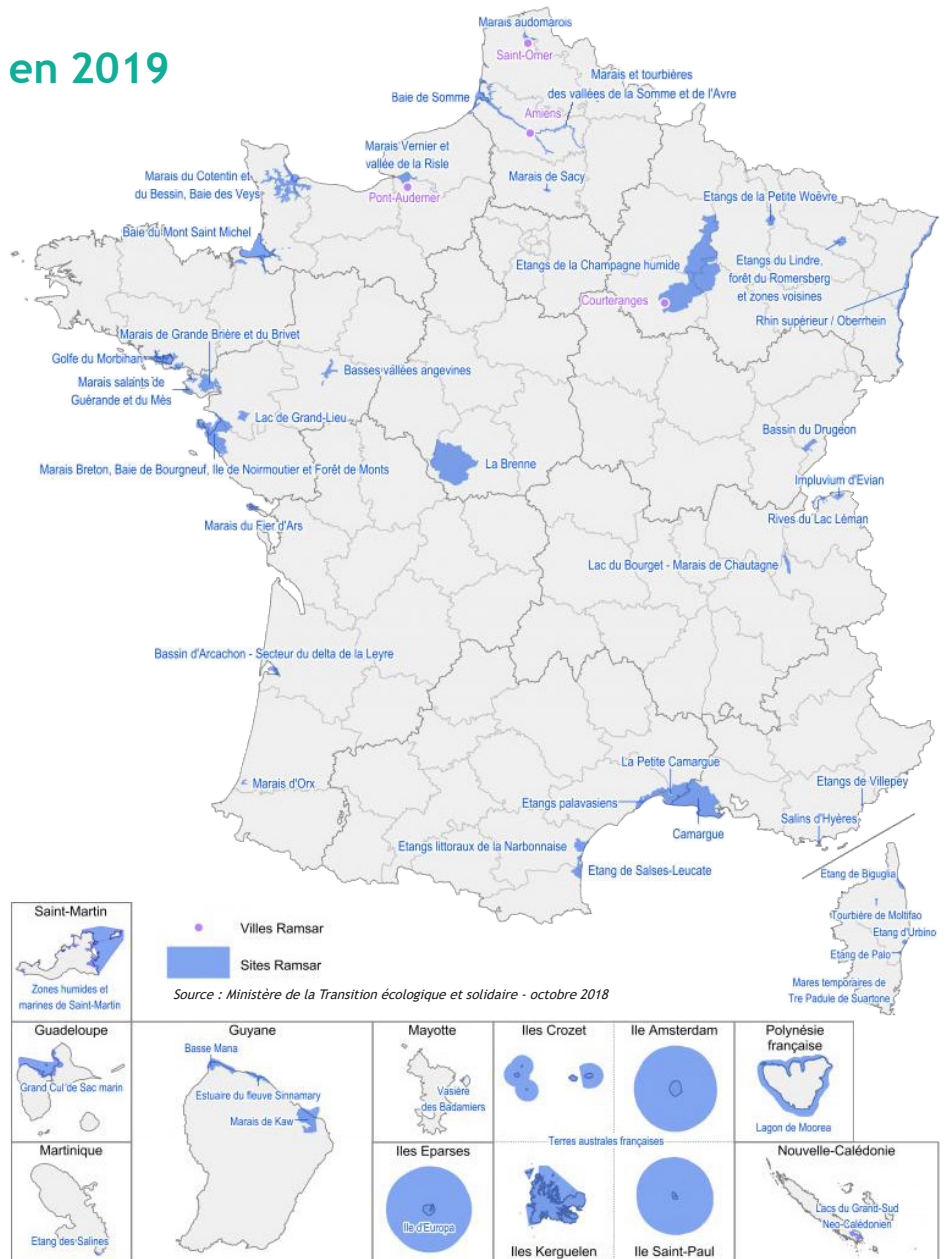 en 2019
Marais audomarois
Saint-Omer
Marais et tourbières
des vallées de la Somme et de l'Avre
Baie de Somme
Amiens
Marais Vernier et
vallée de la Risle
Marais de Sacy
Marais du Cotentin et
du Bessin, Baie des Veys
Pont-Audemer
Etangs de la Petite Woëvre
Baie du Mont Saint Michel
Etangs de la Champagne humide
Etangs du Lindre,
forêt du Romersberg
et zones voisines
Courteranges
Rhin supérieur / Oberrhein
Marais de Grande Brière et du Brivet
Golfe du Morbihan
Basses vallées angevines
Marais salants de
Guérande et du Més
Lac de Grand-Lieu
Bassin du Drugeon
La Brenne
Marais Breton, Baie de Bourgneuf, Ile de Noirmoutier et Forêt de Monts
Impluvium d'Evian
Marais du Fier d'Ars
Rives du Lac Léman
Lac du Bourget - Marais de Chautagne
Bassin d'Arcachon - Secteur du delta de la Leyre
La Petite Camargue
Marais d'Orx
Etangs de Villepey
Etangs palavasiens
Camargue
Salins d'Hyères
Etangs littoraux de la Narbonnaise
Etang de Salses-Leucate
Etang de Biguglia
Tourbière de Moltifao
Etang d'Urbino
Etang de Palo
Mares temporaires de
Tre Padule de Suartone
Saint-Martin
Zones humides et
marines de Saint-Martin
Villes Ramsar
Sites Ramsar
Source : Ministère de la Transition écologique et solidaire - octobre 2018
Guadeloupe
Grand Cul de Sac marin
Guyane
Basse Mana
Estuaire du fleuve Sinnamary
Marais de Kaw
Mayotte
Vasière
des Badamiers
Iles Crozet
Ile Amsterdam
Polynésie
française
Lagon de Moorea
Martinique
Etang des Salines
Iles Eparses
Ile d'Europa
Terres australes françaises
Iles Kerguelen
Ile Saint-Paul
Nouvelle-Calédonie
Lacs du Grand-Sud
Neo-Calédonien